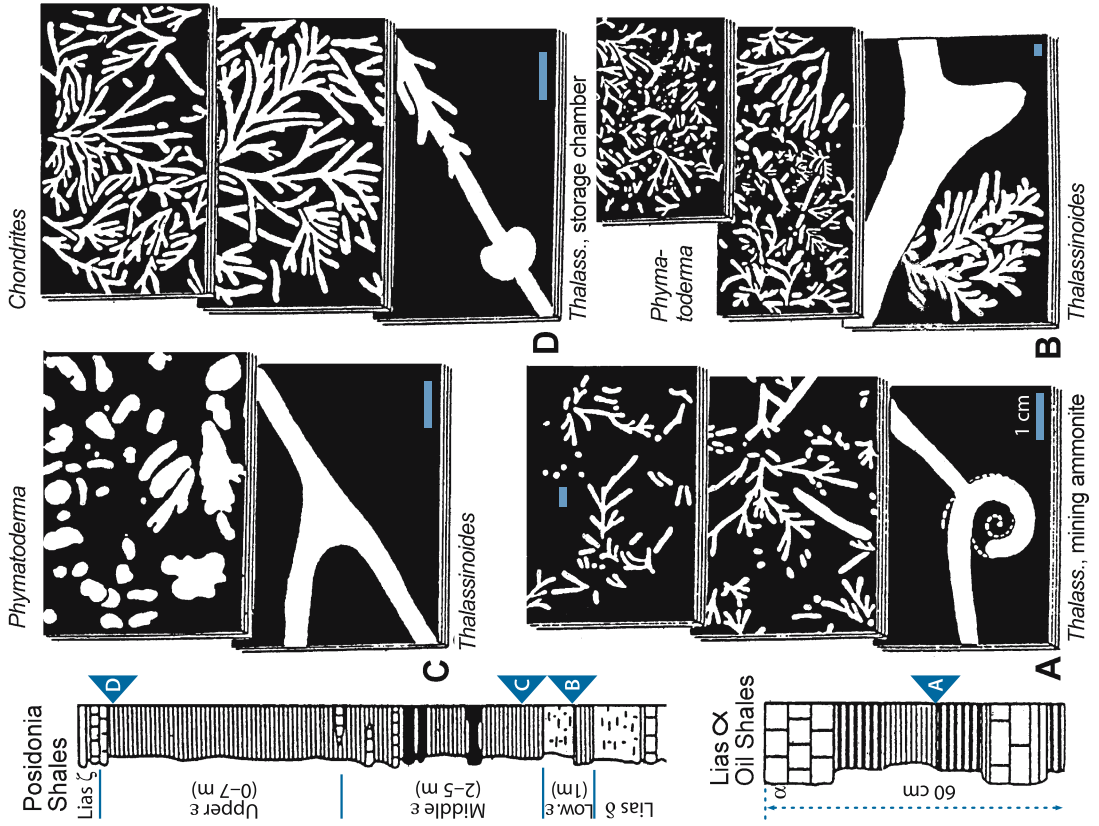 Posidonia
Shales
Lias ζ
Upper ε
(0–7 m)
Middle ε
(2–5 m)
Low. ε
(1m)
Lias δ
D
C
B
Lias α
Oil Shales
α
60 cm
A
Phymatoderma
Thalassinoides
C
Chondrites
Thalass., storage chamber
D
1 cm
Thalass., mining ammonite
A
Phyma-
toderma
Thalassinoides
B